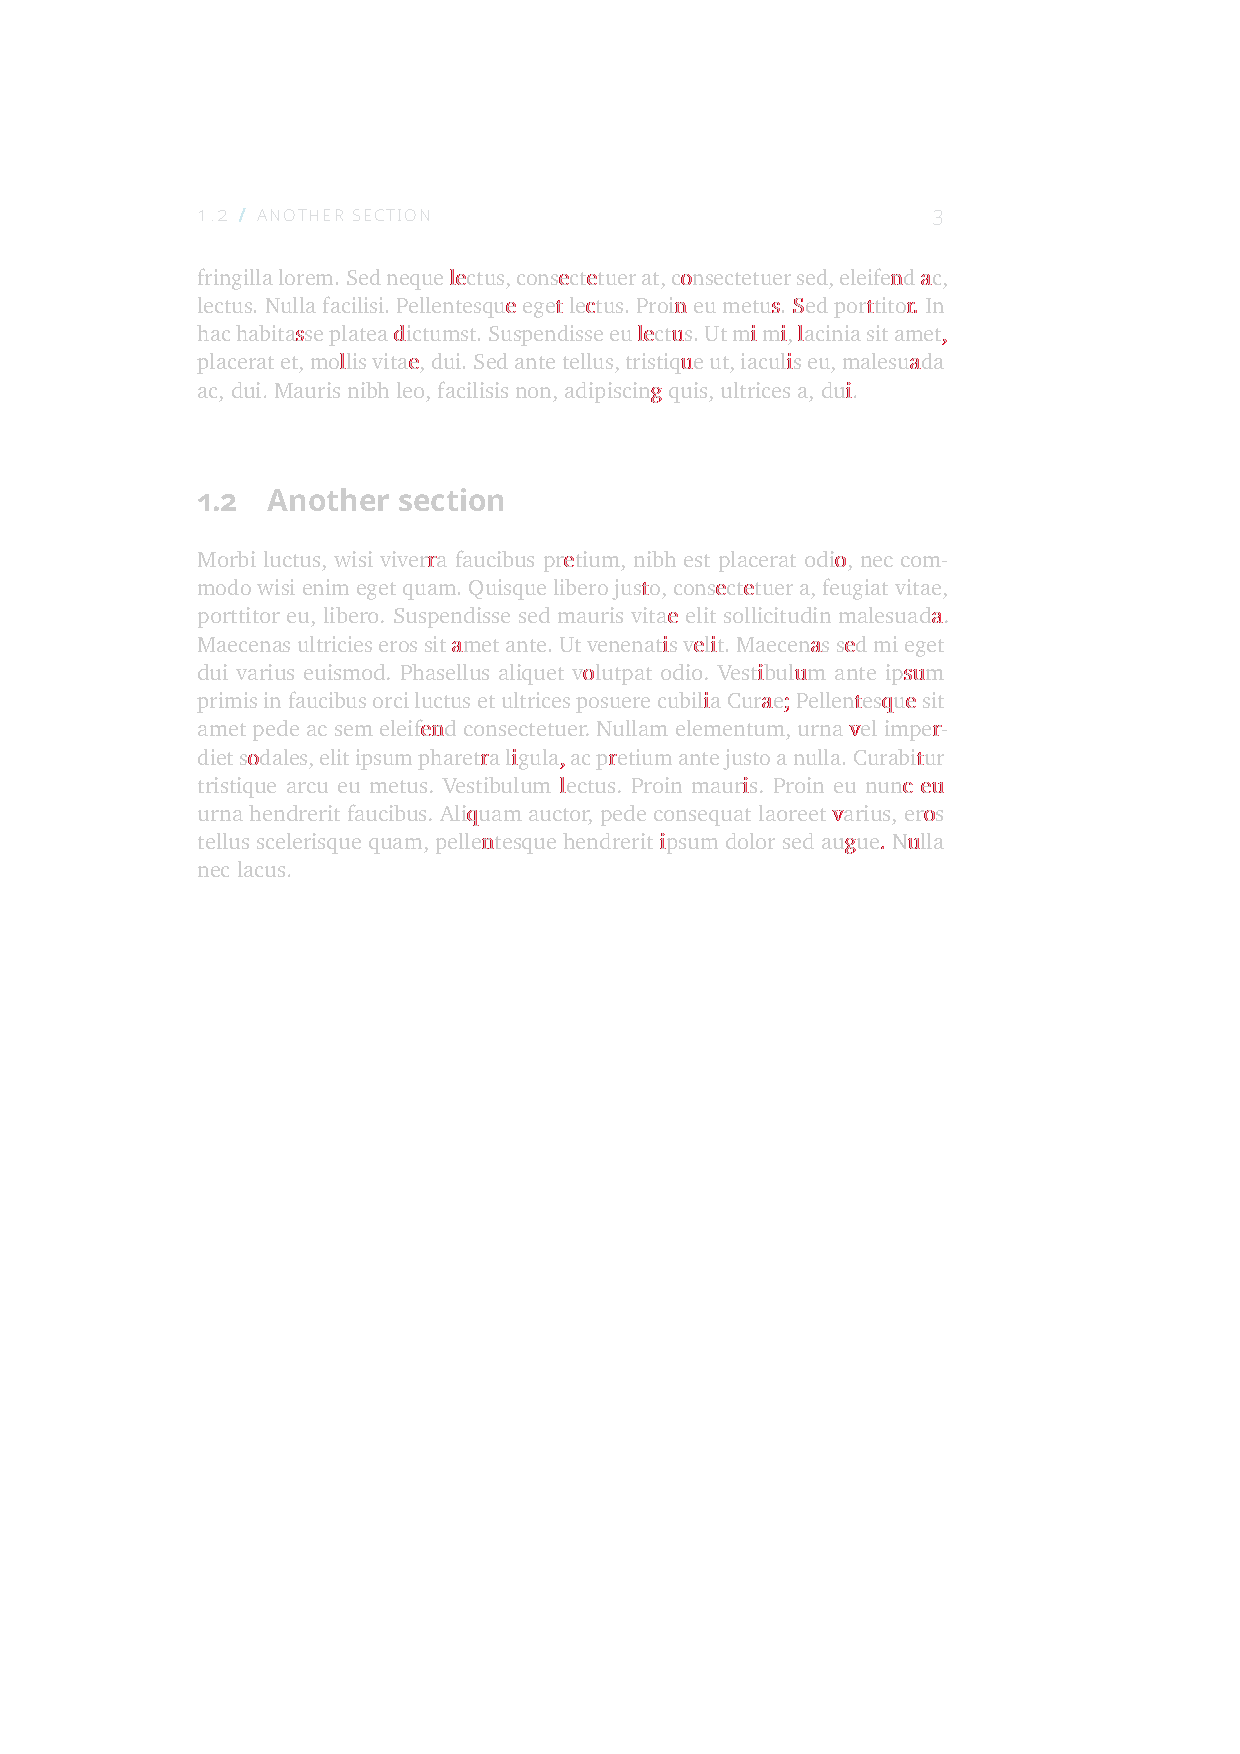 1.2 / ANOTHER SECTION 3
fringilla lorem. Sed neque lectus, consectetuer at, consectetuer sed, eleifend ac,
lectus. Nulla facilisi. Pellentesque eget lectus. Proin eu metus. Sed porttitor. In
hac habitasse platea dictumst. Suspendisse eu lectus. Ut mi mi, lacinia sit amet,
placerat et, mollis vitae, dui. Sed ante tellus, tristique ut, iaculis eu, malesuada
ac, dui. Mauris nibh leo, facilisis non, adipiscing quis, ultrices a, dui.
1.2 Another section
Morbi luctus, wisi viverra faucibus pretium, nibh est placerat odio, nec com-
modo wisi enim eget quam. Quisque libero justo, consectetuer a, feugiat vitae,
porttitor eu, libero. Suspendisse sed mauris vitae elit sollicitudin malesuada.
Maecenas ultricies eros sit amet ante. Ut venenatis velit. Maecenas sed mi eget
dui varius euismod. Phasellus aliquet volutpat odio. Vestibulum ante ipsum
primis in faucibus orci luctus et ultrices posuere cubilia Curae; Pellentesque sit
amet pede ac sem eleifend consectetuer. Nullam elementum, urna vel imper-
diet sodales, elit ipsum pharetra ligula, ac pretium ante justo a nulla. Curabitur
tristique arcu eu metus. Vestibulum lectus. Proin mauris. Proin eu nunc eu
urna hendrerit faucibus. Aliquam auctor, pede consequat laoreet varius, eros
tellus scelerisque quam, pellentesque hendrerit ipsum dolor sed augue. Nulla
nec lacus.